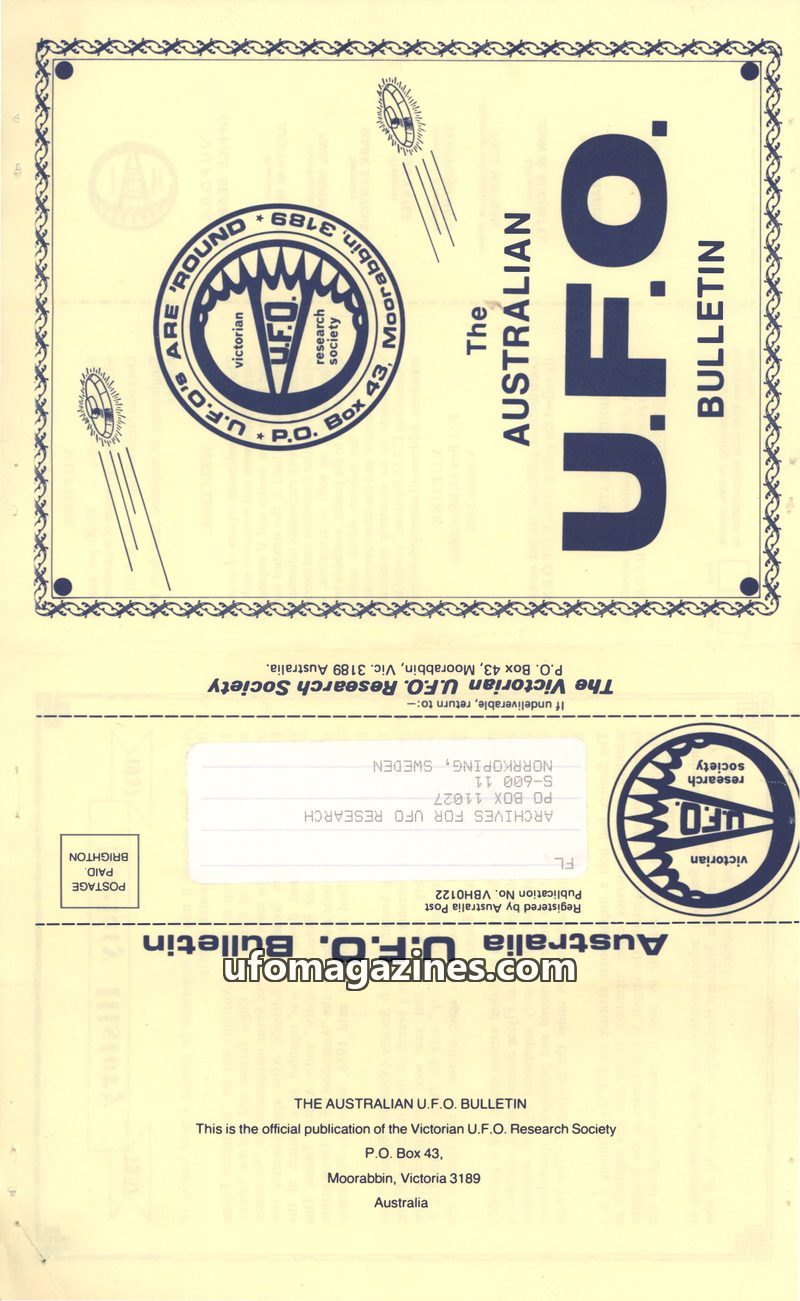 The
AUSTRALIAN
U.F.O.
BULLETIN
U.F.O's ARE 'ROUND * 3189
* P.O. Box 43, Moorabbin,
victorian
U.F.O.
research
society
If undeliverable, return to:—
The Victorian U.F.O. Research Society
P.O. Box 43, Moorabbin, Vic. 3189 Australia.
victorian
U.F.O.
research
society
Registered by Australia Post
Publication No. VBH0122
POSTAGE
PAID.
BRIGHTON
FL
ARCHIVES FOR UFO RESEARCH
PO BOX 11027
S-600 11
NORRKOPING, SWEDEN
Australia U.F.O. Bulletin
ufomagazines.com
THE AUSTRALIAN U.F.O. BULLETIN
This is the official publication of the Victorian U.F.O. Research Society
P.O. Box 43,
Moorabbin, Victoria 3189
Australia